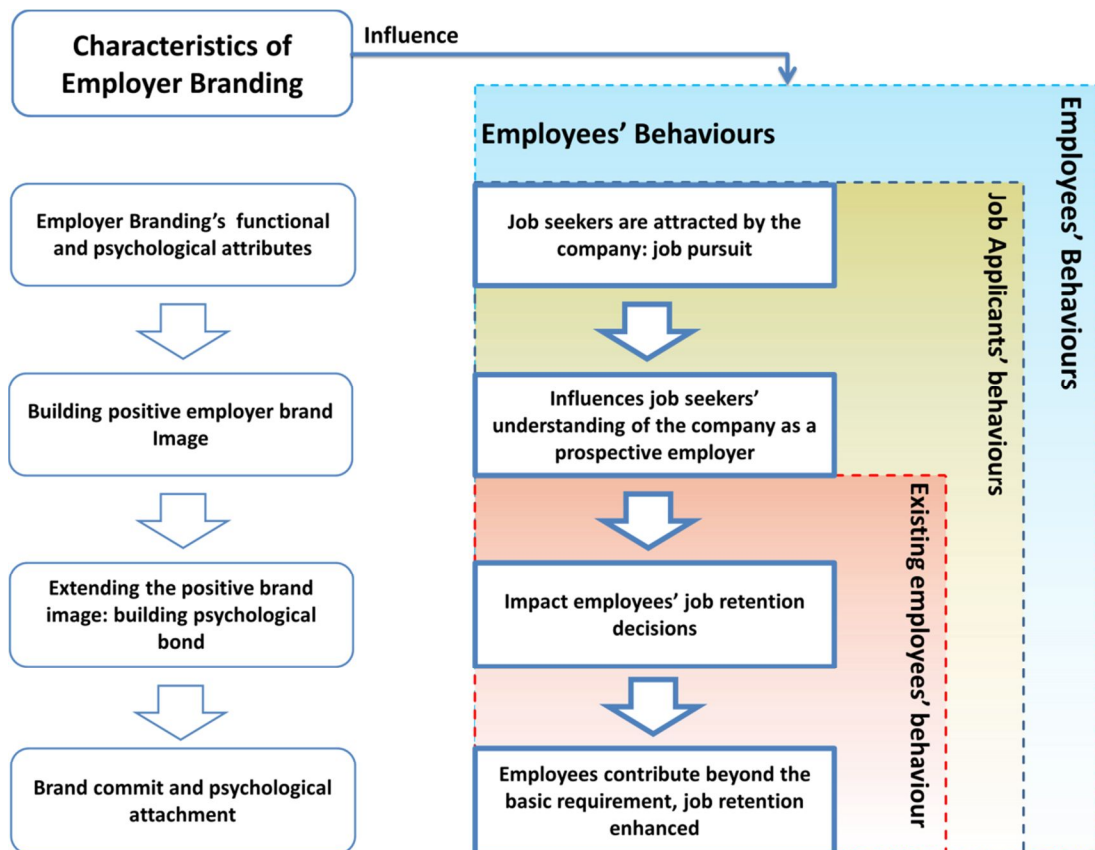 Characteristics of
Employer Branding
Influence
Employees’ Behaviours
Employees’ Behaviours
Job Applicants’ behaviours
Existing employees’ behaviour
Employer Branding’s functional
and psychological attributes
Job seekers are attracted by the
company: job pursuit
Building positive employer brand
Image
Influences job seekers’
understanding of the company as a
prospective employer
Extending the positive brand
image: building psychological
bond
Impact employees’ job retention
decisions
Brand commit and psychological
attachment
Employees contribute beyond the
basic requirement, job retention
enhanced